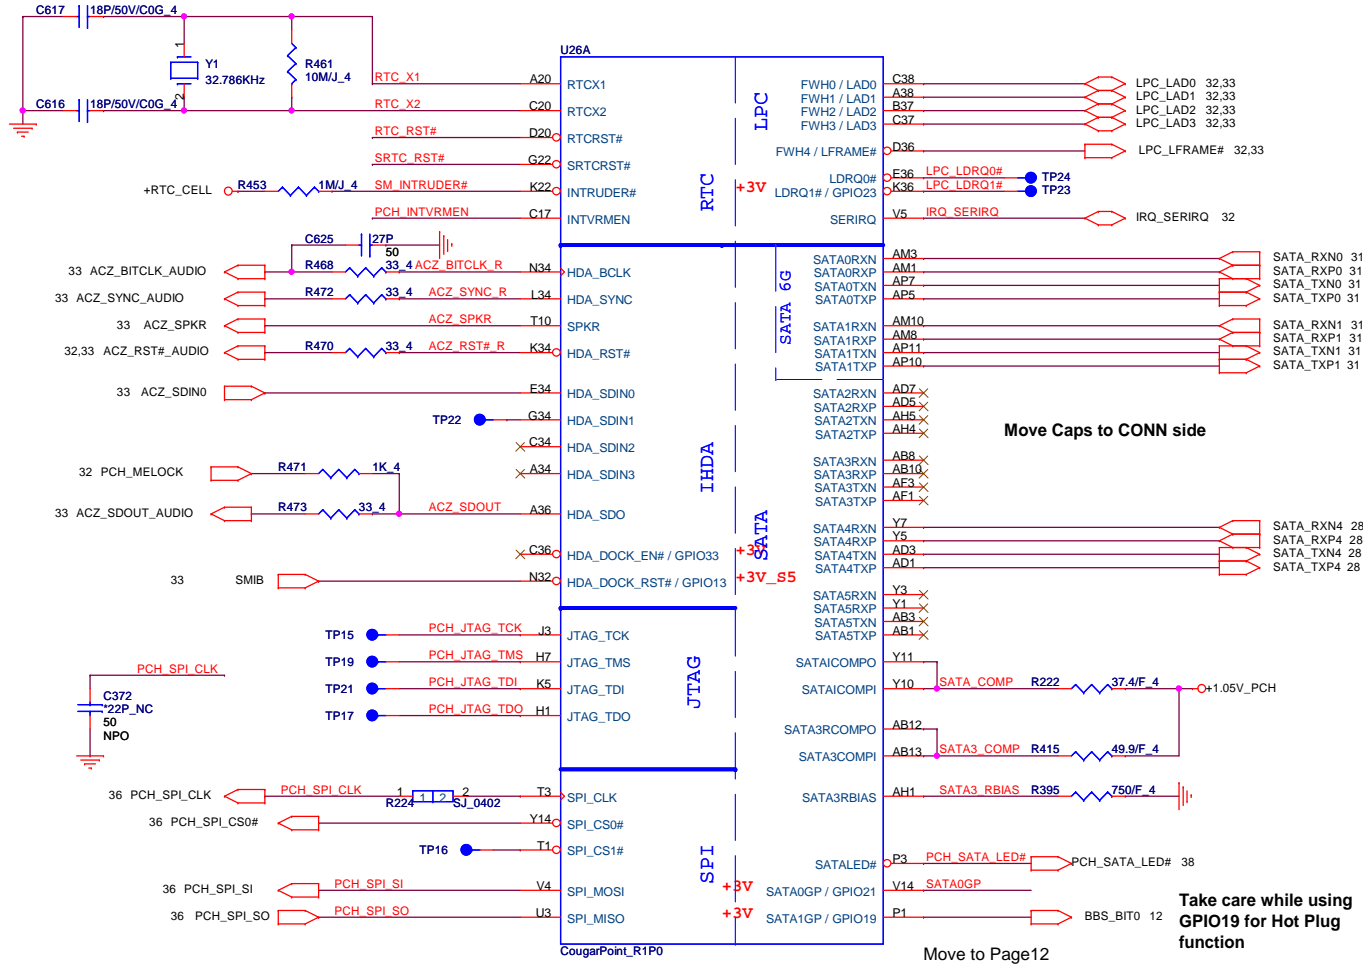 C617 18P/50V/C0G_4
Y1
32.786KHz
1
2
R461
10M/J_4
C616 18P/50V/C0G_4
U26A
RTC_X1 A20 RTCX1
RTC_X2 C20 RTCX2
RTC_RST# D20 RTCRST#
SRTC_RST# G22 SRTCRST#
+RTC_CELL R453 1M/J_4 SM_INTRUDER# K22 INTRUDER#
PCH_INTVRMEN C17 INTVRMEN
RTC
LPC
+3V
FWH0 / LAD0 C38 LPC_LAD0 32,33
FWH1 / LAD1 A38 LPC_LAD1 32,33
FWH2 / LAD2 B37 LPC_LAD2 32,33
FWH3 / LAD3 C37 LPC_LAD3 32,33
FWH4 / LFRAME# D36 LPC_LFRAME# 32,33
LDRQ0# E36 LPC_LDRQ0# TP24
LDRQ1# / GPIO23 K36 LPC_LDRQ1# TP23
SERIRQ V5 IRQ_SERIRQ IRQ_SERIRQ 32
C625 27P
50
33 ACZ_BITCLK_AUDIO R468 33_4 ACZ_BITCLK_R N34 HDA_BCLK
33 ACZ_SYNC_AUDIO R472 33_4 ACZ_SYNC_R L34 HDA_SYNC
33 ACZ_SPKR ACZ_SPKR T10 SPKR
32,33 ACZ_RST#_AUDIO R470 33_4 ACZ_RST#_R K34 HDA_RST#
33 ACZ_SDIN0 E34 HDA_SDIN0
TP22 G34 HDA_SDIN1
C34 HDA_SDIN2
A34 HDA_SDIN3
32 PCH_MELOCK R471 1K_4
33 ACZ_SDOUT_AUDIO R473 33_4 ACZ_SDOUT A36 HDA_SDO
C36 HDA_DOCK_EN# / GPIO33 +3V
33 SMIB N32 HDA_DOCK_RST# / GPIO13 +3V_S5
IHDA
SATA
SATA 6G
SATA0RXN AM3 SATA_RXN0 31
SATA0RXP AM1 SATA_RXP0 31
SATA0TXN AP7 SATA_TXN0 31
SATA0TXP AP5 SATA_TXP0 31
SATA1RXN AM10 SATA_RXN1 31
SATA1RXP AM8 SATA_RXP1 31
SATA1TXN AP11 SATA_TXN1 31
SATA1TXP AP10 SATA_TXP1 31
SATA2RXN AD7
SATA2RXP AD5
SATA2TXN AH5
SATA2TXP AH4
Move Caps to CONN side
SATA3RXN AB8
SATA3RXP AB10
SATA3TXN AF3
SATA3TXP AF1
SATA4RXN Y7 SATA_RXN4 28
SATA4RXP Y5 SATA_RXP4 28
SATA4TXN AD3 SATA_TXN4 28
SATA4TXP AD1 SATA_TXP4 28
SATA5RXN Y3
SATA5RXP Y1
SATA5TXN AB3
SATA5TXP AB1
TP15 PCH_JTAG_TCK J3 JTAG_TCK
TP19 PCH_JTAG_TMS H7 JTAG_TMS
TP21 PCH_JTAG_TDI K5 JTAG_TDI
TP17 PCH_JTAG_TDO H1 JTAG_TDO
JTAG
SATAICOMPO Y11
SATAICOMPI Y10 SATA_COMP R222 37.4/F_4 +1.05V_PCH
SATA3RCOMPO AB12
SATA3COMPI AB13 SATA3_COMP R415 49.9/F_4
SATA3RBIAS AH1 SATA3_RBIAS R395 750/F_4
PCH_SPI_CLK
C372
*22P_NC
50
NPO
36 PCH_SPI_CLK PCH_SPI_CLK 1 1 2 2 T3 SPI_CLK
R224 SJ_0402
36 PCH_SPI_CS0# Y14 SPI_CS0#
TP16 T1 SPI_CS1#
36 PCH_SPI_SI PCH_SPI_SI V4 SPI_MOSI
36 PCH_SPI_SO PCH_SPI_SO U3 SPI_MISO
SPI
SATALED# P3 PCH_SATA_LED# PCH_SATA_LED# 38
+3V SATA0GP / GPIO21 V14 SATA0GP
+3V SATA1GP / GPIO19 P1 BBS_BIT0 12
Take care while using
GPIO19 for Hot Plug
function
CougarPoint_R1P0
Move to Page12